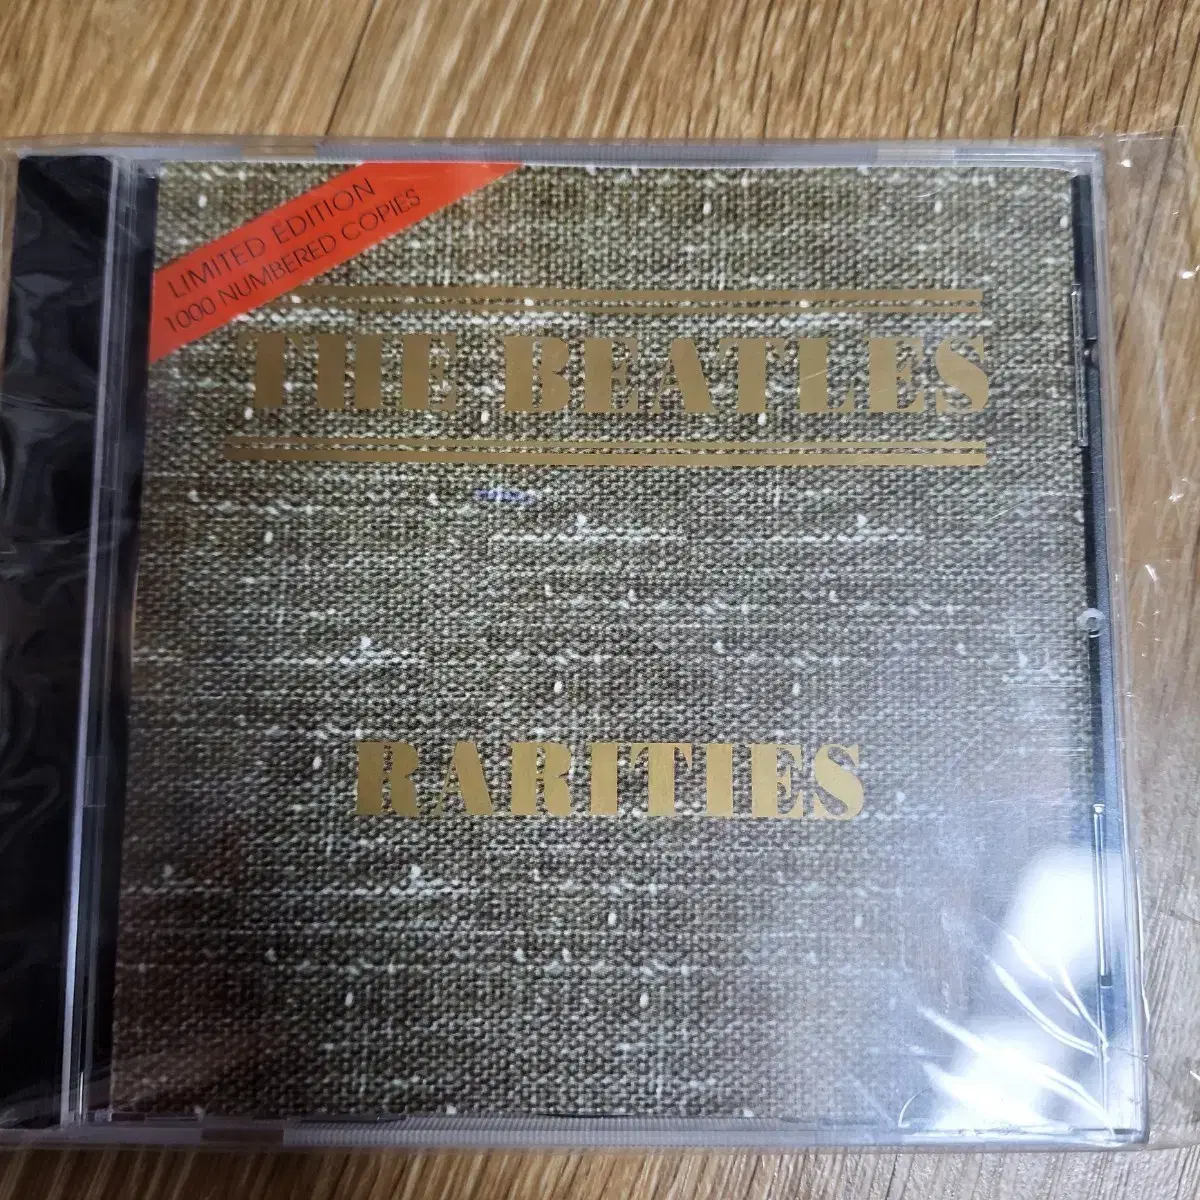 LIMITED EDITION
1000 NUMBERED COPIES
THE BEATLES
RARITIES